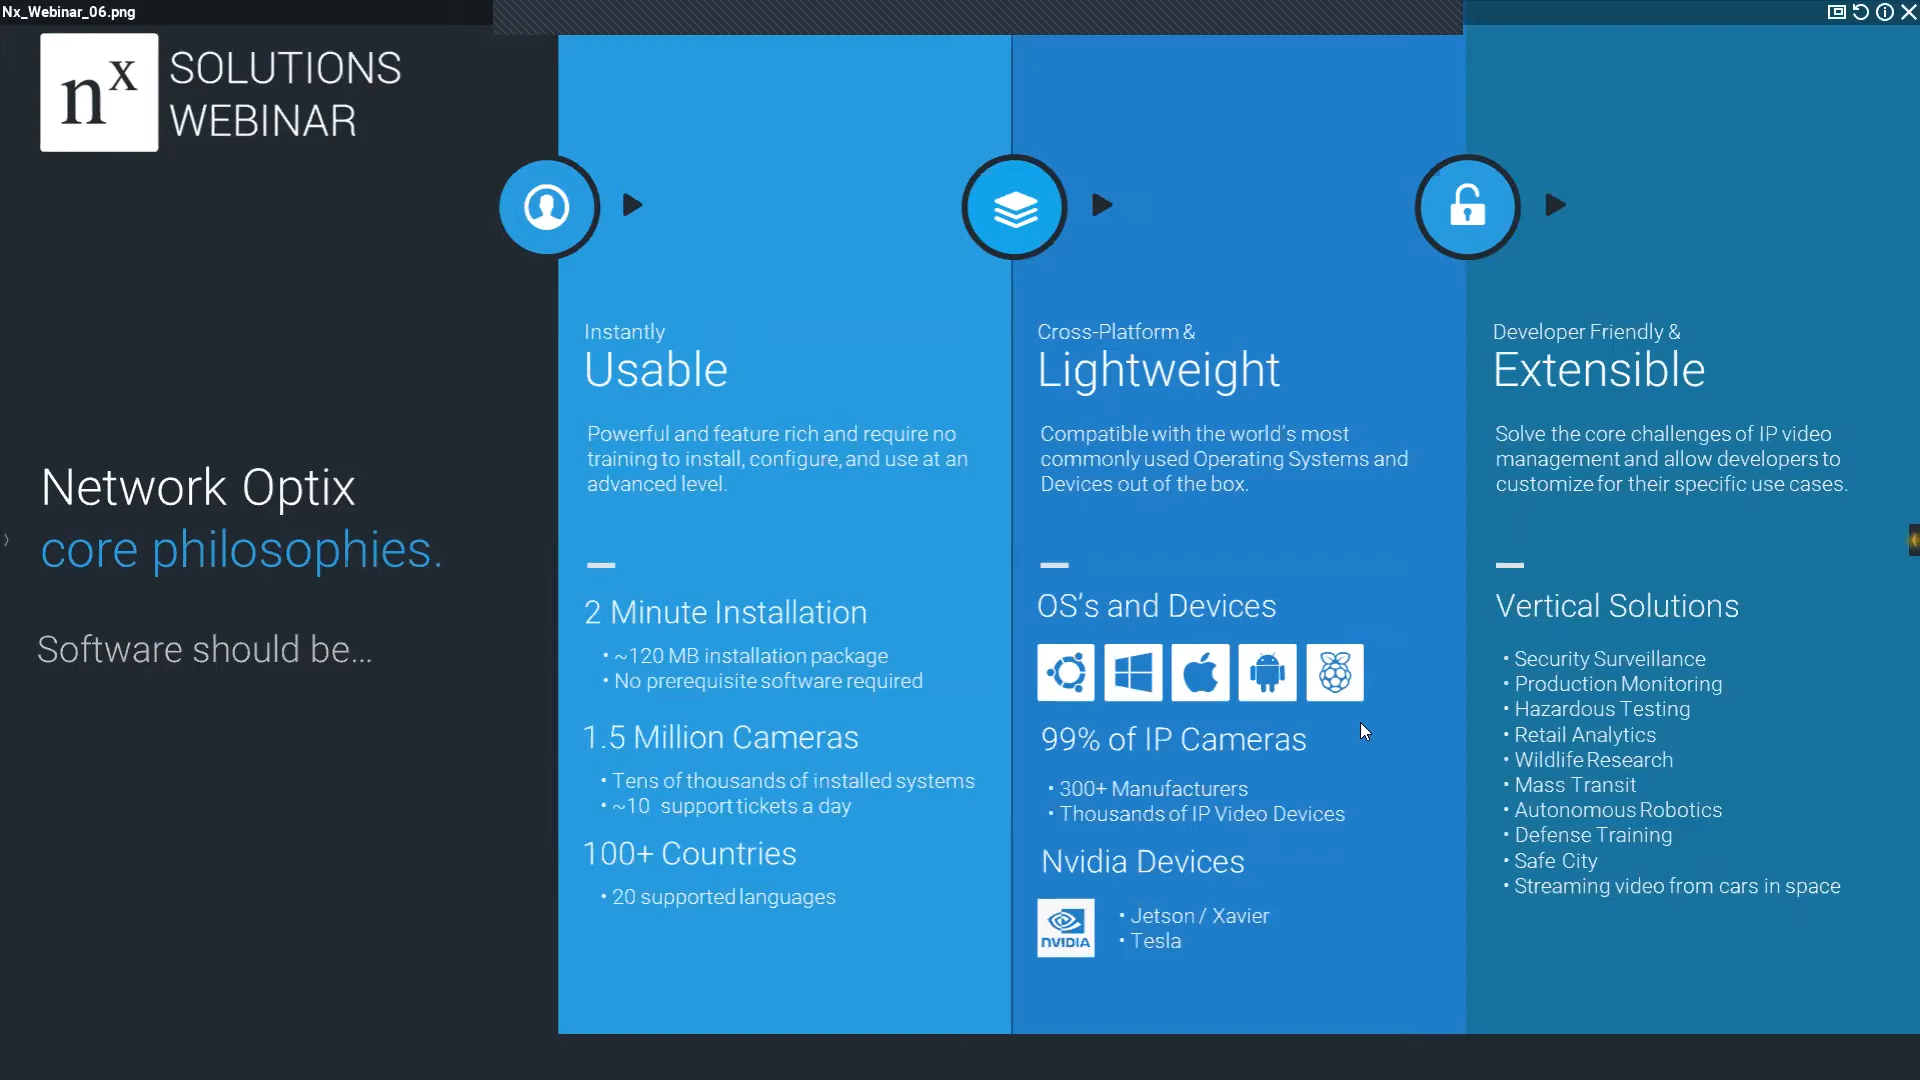 Nx_Webinar_06.png
nx SOLUTIONS
WEBINAR
Network Optix
core philosophies.
Software should be...
Instantly
Usable
Powerful and feature rich and require no
training to install, configure, and use at an
advanced level.
2 Minute Installation
• ~120 MB installation package
• No prerequisite software required
1.5 Million Cameras
• Tens of thousands of installed systems
• ~10 support tickets a day
100+ Countries
• 20 supported languages
Cross-Platform &
Lightweight
Compatible with the world's most
commonly used Operating Systems and
Devices out of the box.
OS's and Devices
99% of IP Cameras
• 300+ Manufacturers
• Thousands of IP Video Devices
Nvidia Devices
NVIDIA
• Jetson / Xavier
• Tesla
Developer Friendly &
Extensible
Solve the core challenges of IP video
management and allow developers to
customize for their specific use cases.
Vertical Solutions
• Security Surveillance
• Production Monitoring
• Hazardous Testing
• Retail Analytics
• Wildlife Research
• Mass Transit
• Autonomous Robotics
• Defense Training
• Safe City
• Streaming video from cars in space